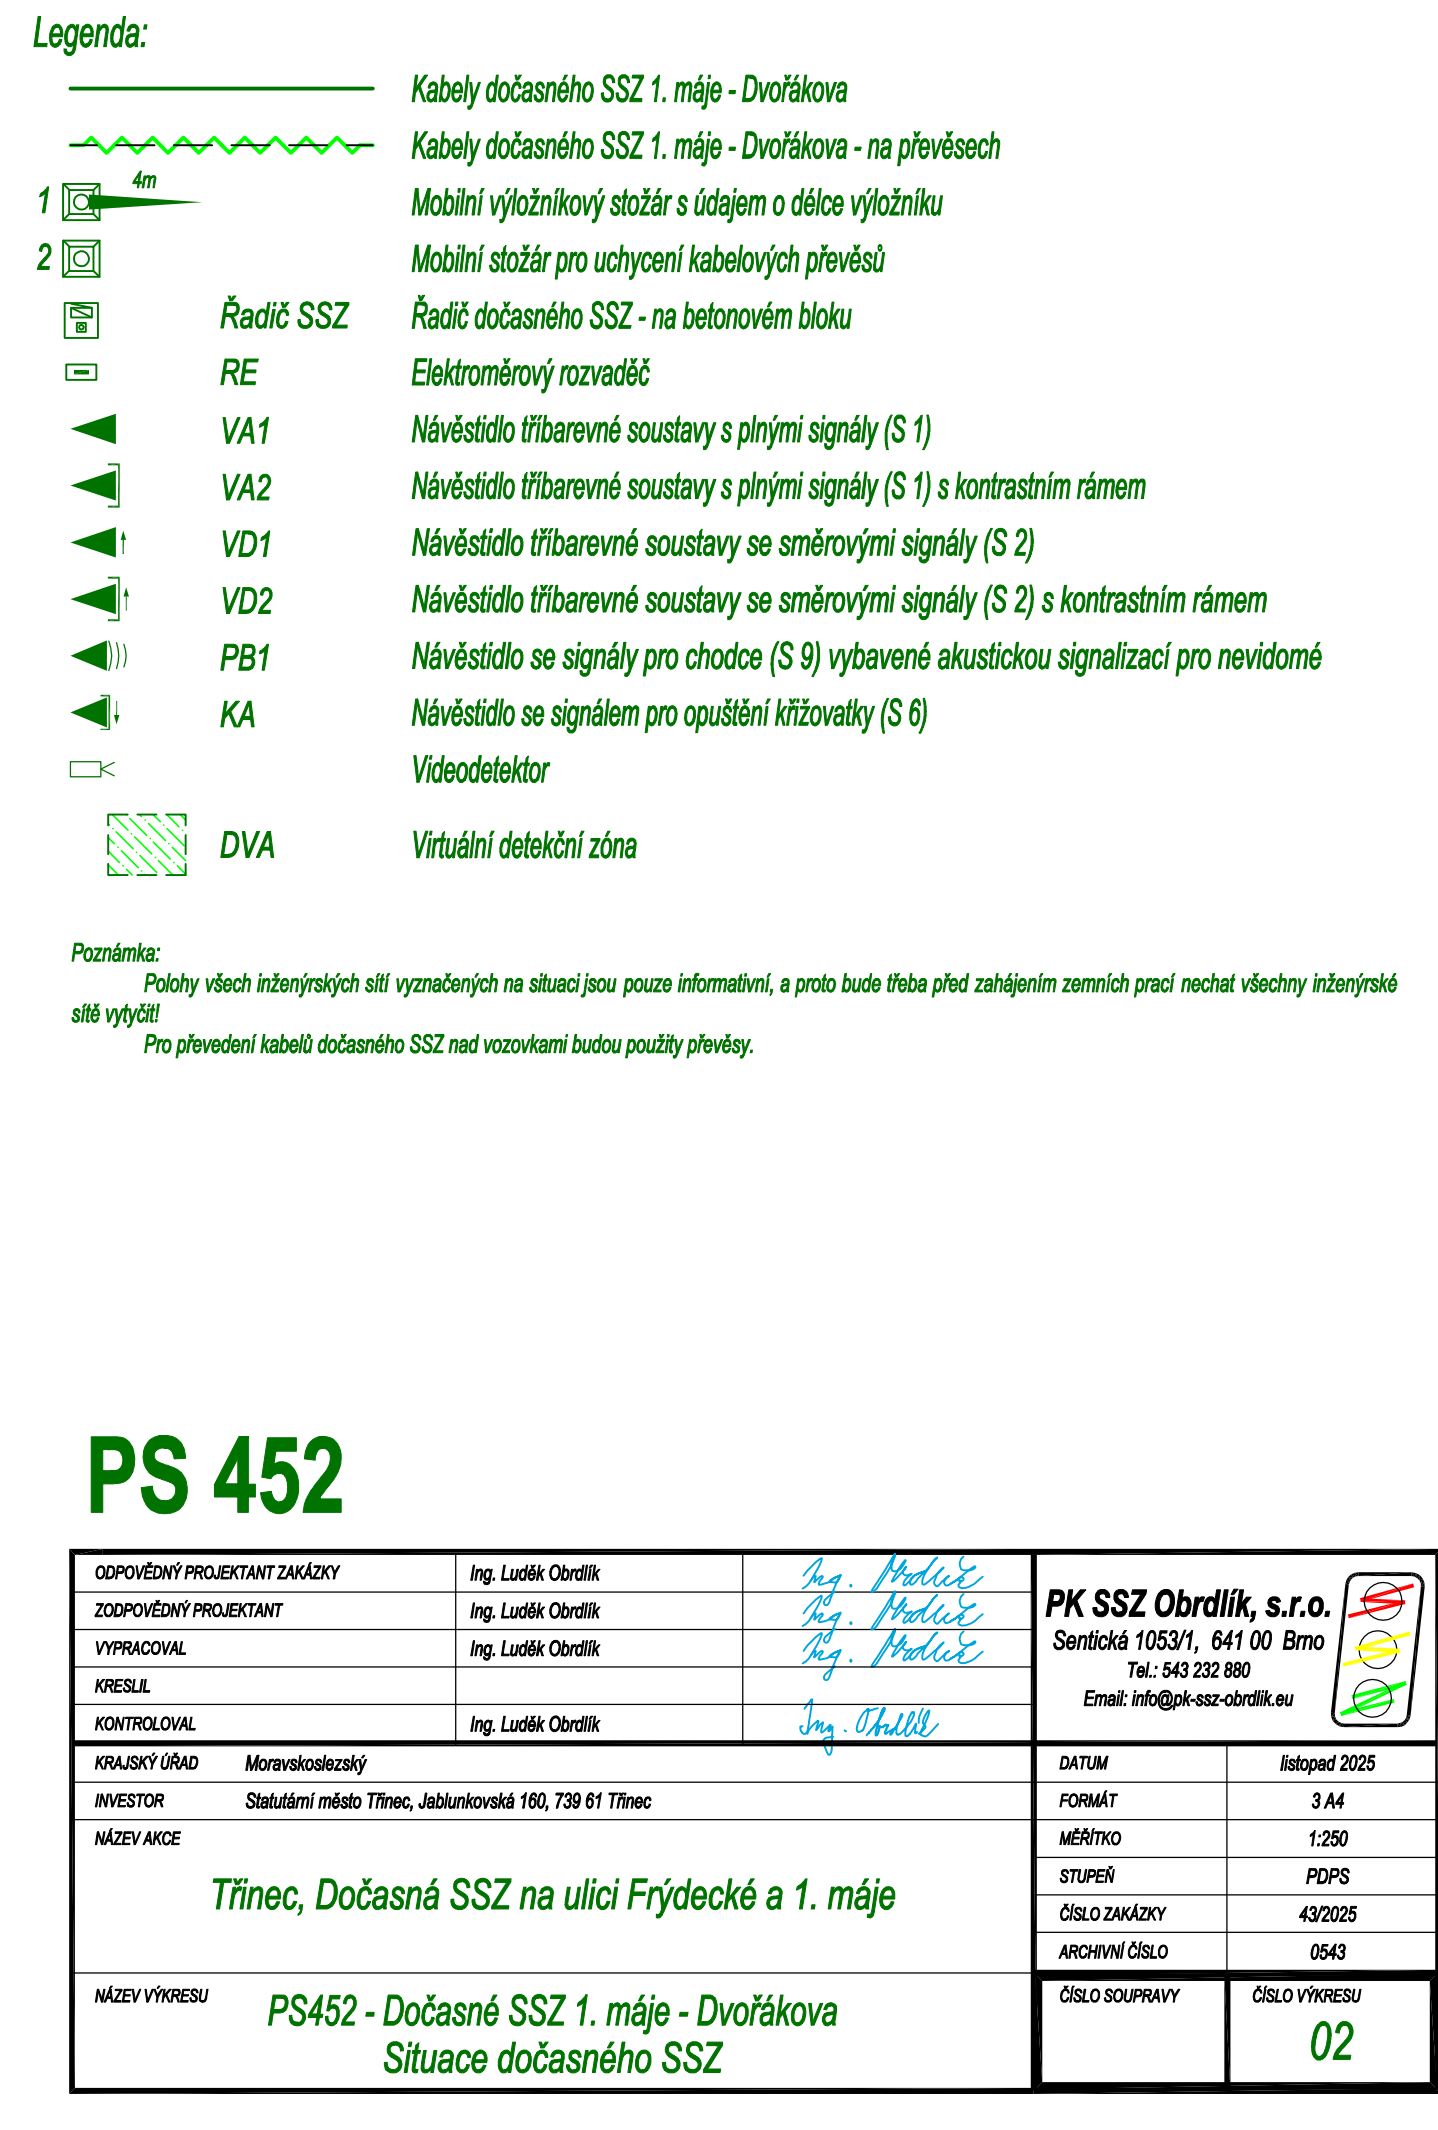 Legenda:
Kabely dočasného SSZ 1. máje - Dvořákova
Kabely dočasného SSZ 1. máje - Dvořákova - na převěsech
1 4m Mobilní výložníkový stožár s údajem o délce výložníku
2 Mobilní stožár pro uchycení kabelových převěsů
Řadič SSZ Řadič dočasného SSZ - na betonovém bloku
RE Elektroměrový rozvaděč
VA1 Návěstidlo tříbarevné soustavy s plnými signály (S 1)
VA2 Návěstidlo tříbarevné soustavy s plnými signály (S 1) s kontrastním rámem
VD1 Návěstidlo tříbarevné soustavy se směrovými signály (S 2)
VD2 Návěstidlo tříbarevné soustavy se směrovými signály (S 2) s kontrastním rámem
PB1 Návěstidlo se signály pro chodce (S 9) vybavené akustickou signalizací pro nevidomé
KA Návěstidlo se signálem pro opuštění křižovatky (S 6)
Videodetektor
DVA Virtuální detekční zóna
Poznámka:
Polohy všech inženýrských sítí vyznačených na situaci jsou pouze informativní, a proto bude třeba před zahájením zemních prací nechat všechny inženýrské
sítě vytyčit!
Pro převedení kabelů dočasného SSZ nad vozovkami budou použity převěsy.
PS 452
ODPOVĚDNÝ PROJEKTANT ZAKÁZKY Ing. Luděk Obrdlík Ing. Obrdlík
ZODPOVĚDNÝ PROJEKTANT Ing. Luděk Obrdlík Ing. Obrdlík
VYPRACOVAL Ing. Luděk Obrdlík Ing. Obrdlík
KRESLIL
KONTROLOVAL Ing. Luděk Obrdlík Ing. Obrdlík
PK SSZ Obrdlík, s.r.o.
Sentická 1053/1, 641 00 Brno
Tel.: 543 232 880
Email: info@pk-ssz-obrdlik.eu
KRAJSKÝ ÚŘAD Moravskoslezský
INVESTOR Statutární město Třinec, Jablunkovská 160, 739 61 Třinec
NÁZEV AKCE
Třinec, Dočasná SSZ na ulici Frýdecké a 1. máje
NÁZEV VÝKRESU
PS452 - Dočasné SSZ 1. máje - Dvořákova
Situace dočasného SSZ
DATUM listopad 2025
FORMÁT 3 A4
MĚŘÍTKO 1:250
STUPEŇ PDPS
ČÍSLO ZAKÁZKY 43/2025
ARCHIVNÍ ČÍSLO 0543
ČÍSLO SOUPRAVY
ČÍSLO VÝKRESU
02